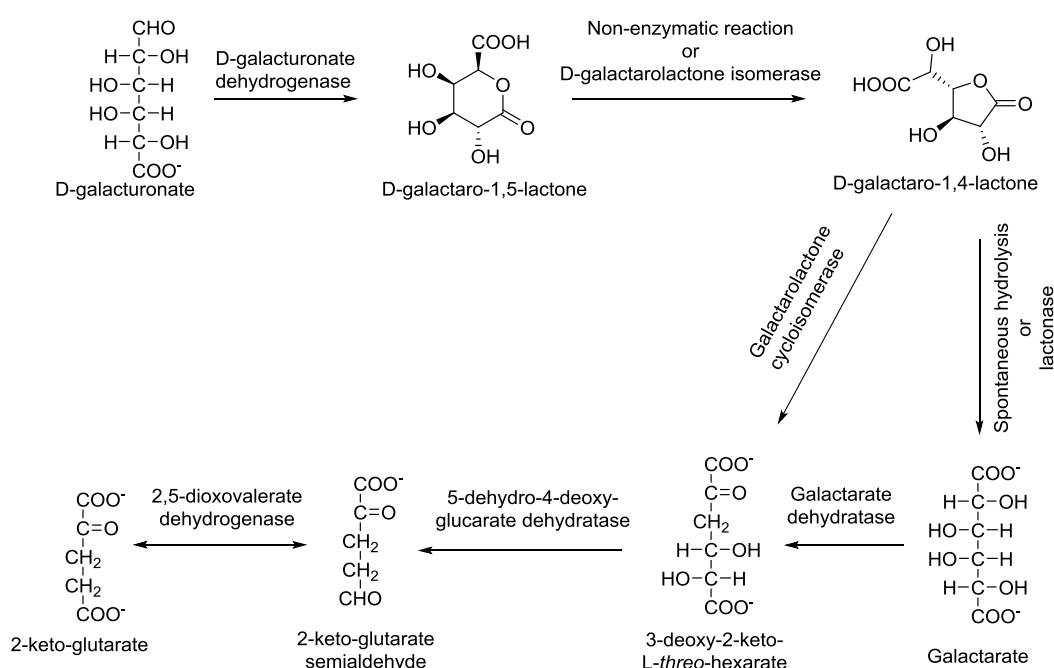 CHO
H OH
HO H
HO H
H OH
COO-
D-galacturonate
D-galacturonate
dehydrogenase
COOH
HO
O
HO
O
OH
D-galactaro-1,5-lactone
Non-enzymatic reaction
or
D-galactarolactone isomerase
OH
HOOC
O
O
HO
OH
D-galactaro-1,4-lactone
Galactarolactone
cycloisomerase
Spontaneous hydrolysis
or
lactonase
COO-
C=O
CH2
CH2
COO-
2-keto-glutarate
2,5-dioxovalerate
dehydrogenase
COO-
C=O
CH2
CH2
CHO
2-keto-glutarate
semialdehyde
5-dehydro-4-deoxy-
glucarate dehydratase
COO-
C=O
CH2
H OH
HO H
COO-
3-deoxy-2-keto-
L-threo-hexarate
Galactarate
dehydratase
COO-
H OH
HO H
HO H
H OH
COO-
Galactarate